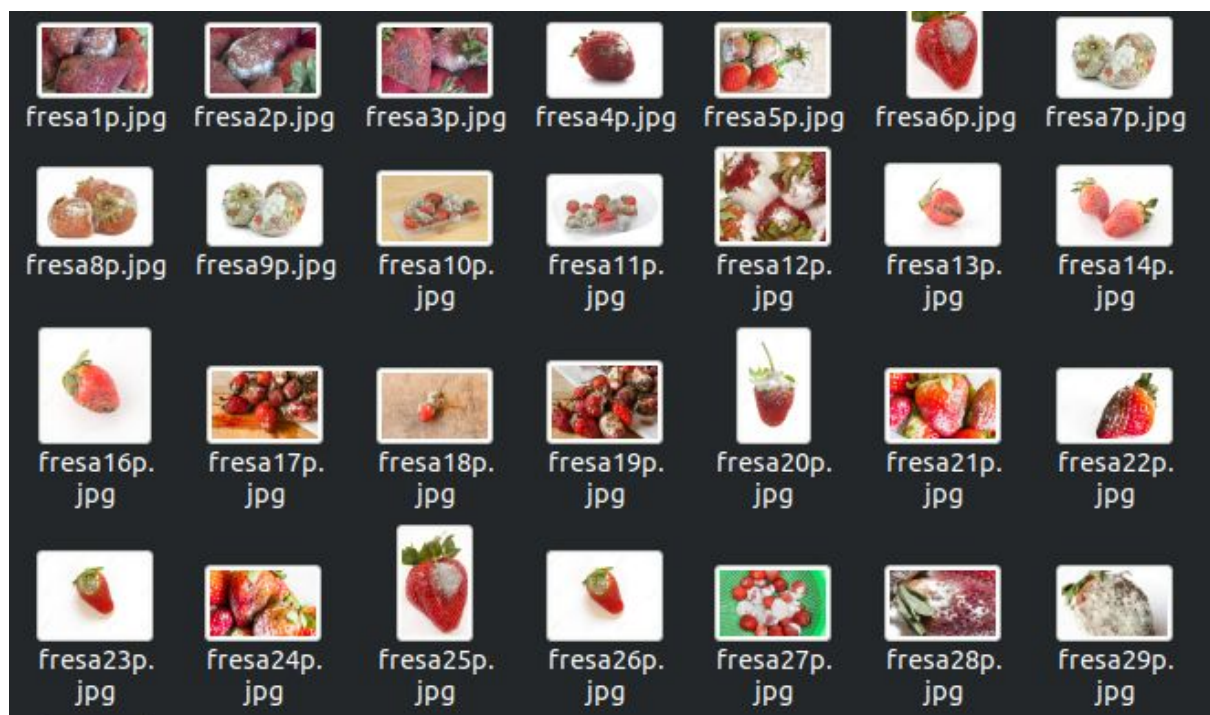 fresa1p.jpg fresa2p.jpg fresa3p.jpg fresa4p.jpg fresa5p.jpg fresa6p.jpg fresa7p.jpg
fresa8p.jpg fresa9p.jpg fresa10p. fresa11p. fresa12p. fresa13p. fresa14p.
jpg jpg jpg jpg jpg
fresa16p. fresa17p. fresa18p. fresa19p. fresa20p. fresa21p. fresa22p.
jpg jpg jpg jpg jpg jpg jpg
fresa23p. fresa24p. fresa25p. fresa26p. fresa27p. fresa28p. fresa29p.
jpg jpg jpg jpg jpg jpg jpg